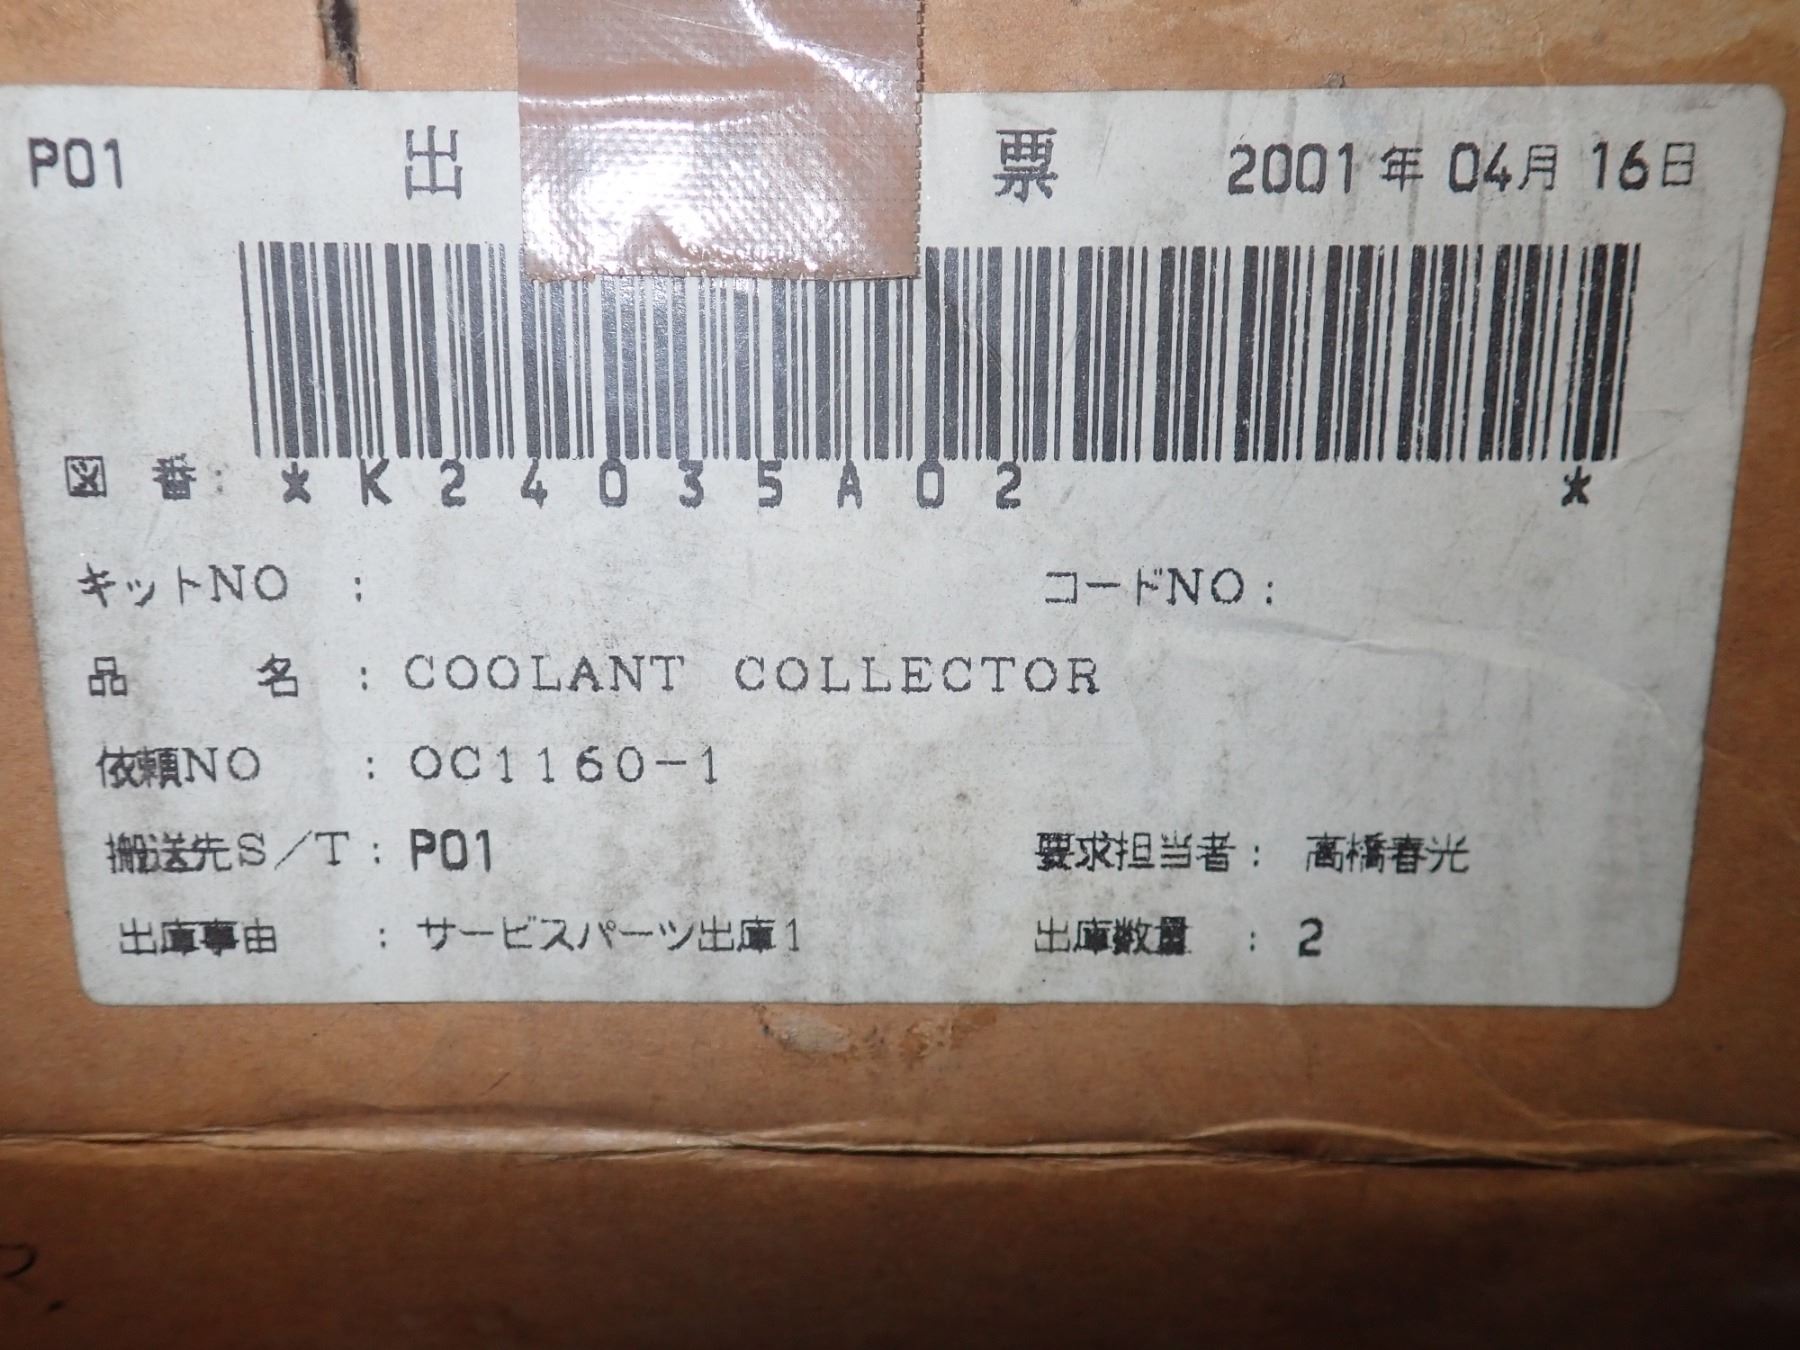 P01 出 票 2001年04月16日
図 番: *K24035A02 *
キットNO : コードNO:
品 名 : COOLANT COLLECTOR
依頼NO : OC1160-1
搬送先S/T: P01 要求担当者: 高橋春光
出庫事由 : サービスパーツ出庫1 出庫数量 : 2